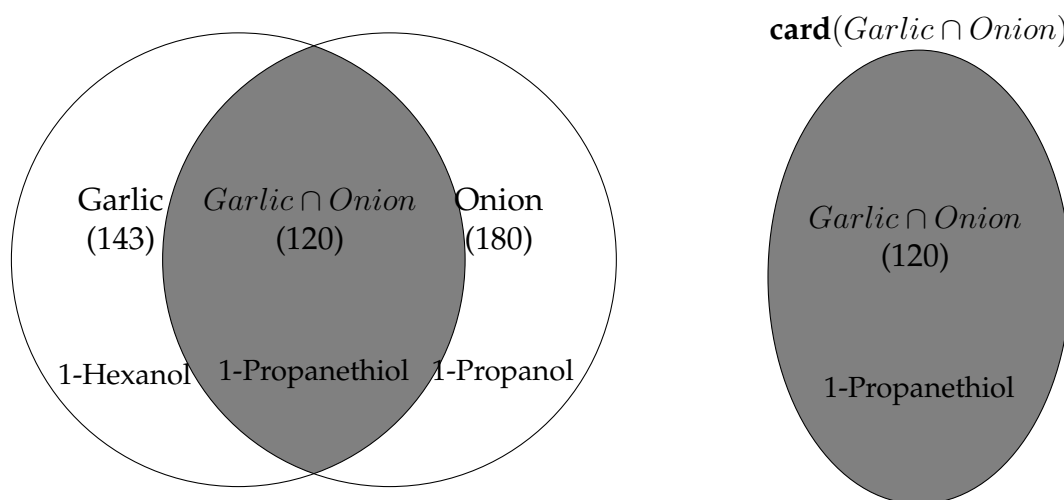 card(Garlic ∩ Onion)
Garlic
(143)
Garlic ∩ Onion
(120)
Onion
(180)
1-Hexanol
1-Propanethiol
1-Propanol
Garlic ∩ Onion
(120)
1-Propanethiol